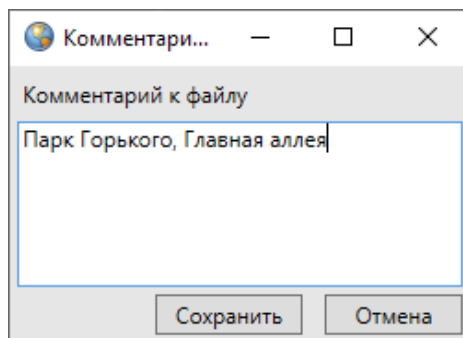 Комментари...
Комментарий к файлу
Парк Горького, Главная аллея
Сохранить Отмена